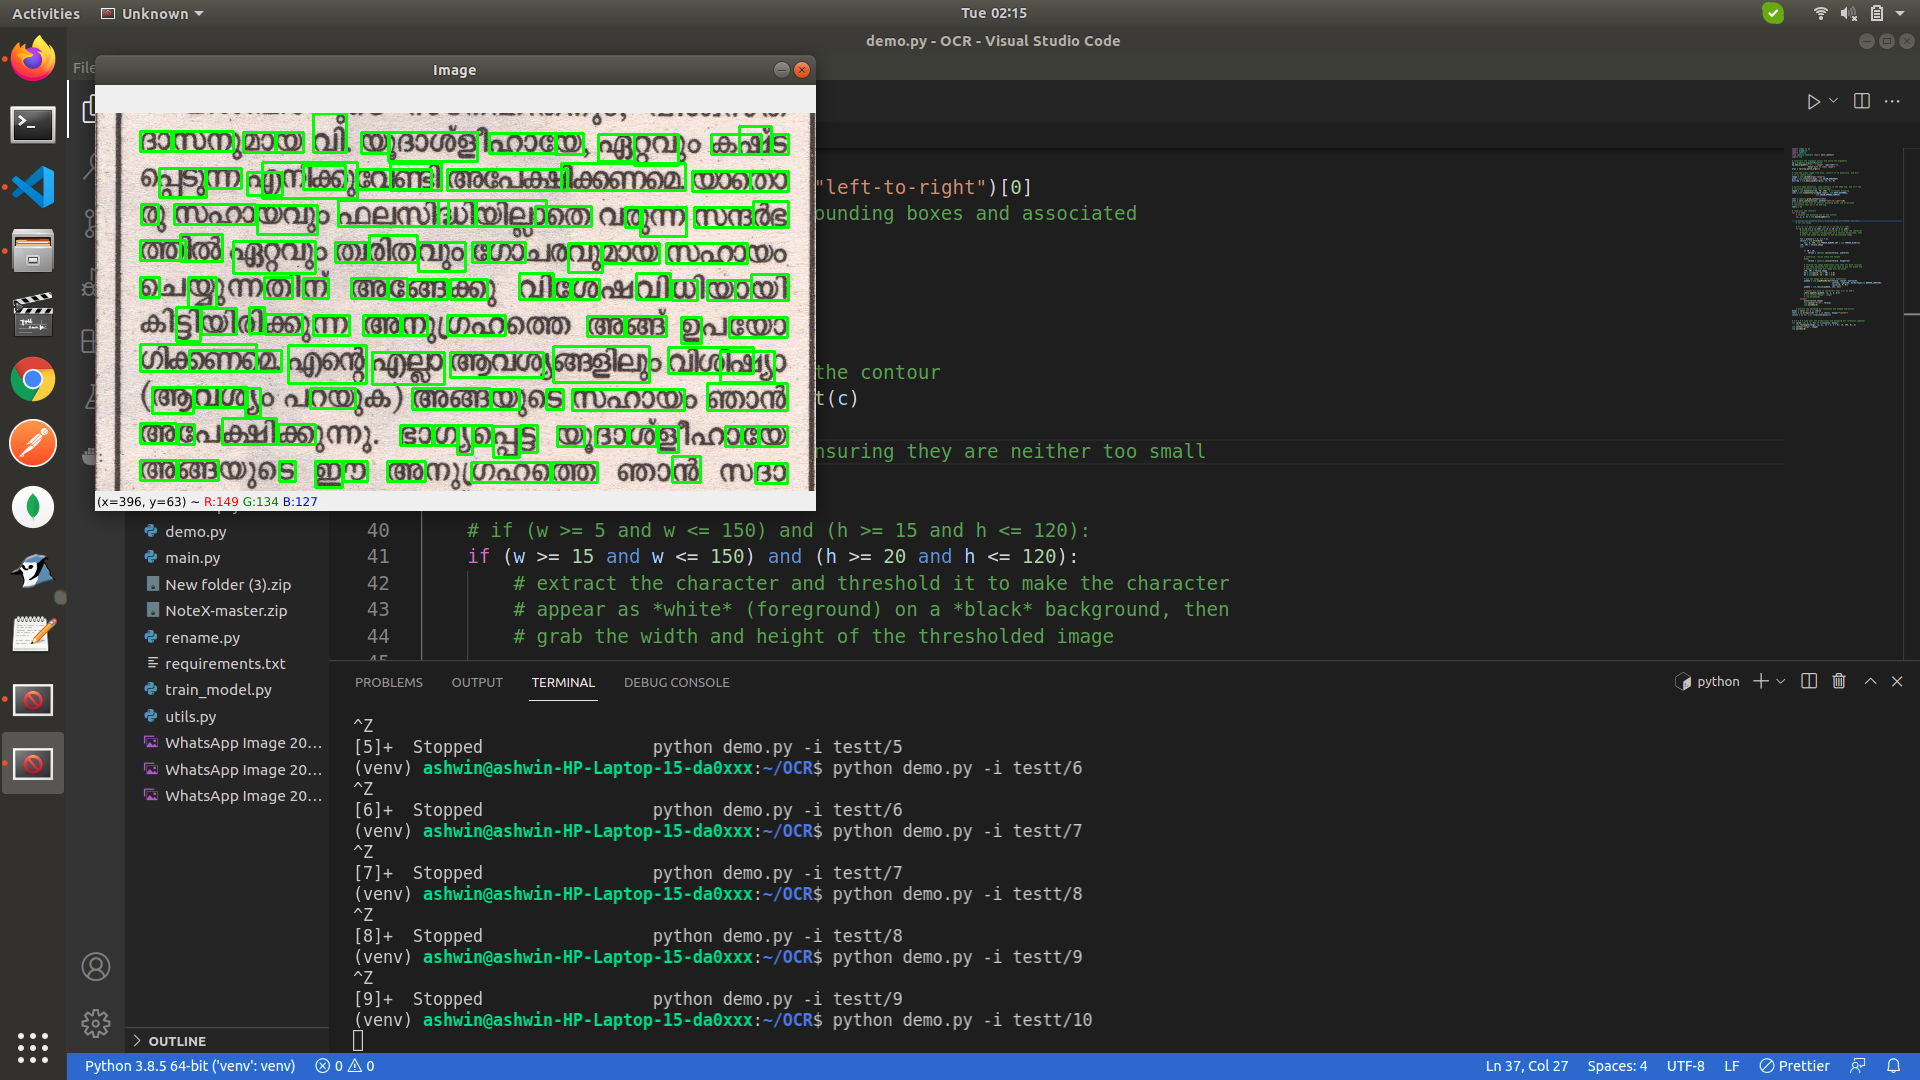 Activities
Unknown
Tue 02:15
demo.py - OCR - Visual Studio Code
File
Image
ദാസനുമായ വി. യൂദാശ്ളീഹായേ, ഏറ്റവും കഷ്ട
പ്പെടുന്ന എനിക്കുവേണ്ടി അപേക്ഷിക്കണമെ. യാതൊ
രു സഹായവും ഫലസിദ്ധിയില്ലാതെ വരുന്ന സന്ദർഭ
ത്തിൽ ഏറ്റവും ത്വരിതവും ഗോചരവുമായ സഹായം
ചെയ്യുന്നതിന് അങ്ങേക്കു വിശേഷവിധിയായി
കിട്ടിയിരിക്കുന്ന അനുഗ്രഹത്തെ അങ്ങ് ഉപയോ
ഗിക്കണമെ. എന്റെ എല്ലാ ആവശ്യങ്ങളിലും വിശിഷ്യാ
(ആവശ്യം പറയുക) അങ്ങയുടെ സഹായം ഞാൻ
അപേക്ഷിക്കുന്നു. ഭാഗ്യപ്പെട്ട യൂദാശ്ളീഹായേ
അങ്ങയുടെ ഈ അനുഗ്രഹത്തെ ഞാൻ സദാ
(x=396, y=63) ~ R:149 G:134 B:127
"left-to-right")[0]
ounding boxes and associated
the contour
t(c)
nsuring they are neither too small
40 # if (w >= 5 and w <= 150) and (h >= 15 and h <= 120):
41 if (w >= 15 and w <= 150) and (h >= 20 and h <= 120):
42 # extract the character and threshold it to make the character
43 # appear as *white* (foreground) on a *black* background, then
44 # grab the width and height of the thresholded image
demo.py
main.py
New folder (3).zip
NoteX-master.zip
rename.py
requirements.txt
train_model.py
utils.py
WhatsApp Image 20...
WhatsApp Image 20...
WhatsApp Image 20...
OUTLINE
PROBLEMS OUTPUT TERMINAL DEBUG CONSOLE
python
^Z
[5]+ Stopped python demo.py -i testt/5
(venv) ashwin@ashwin-HP-Laptop-15-da0xxx:~/OCR$ python demo.py -i testt/6
^Z
[6]+ Stopped python demo.py -i testt/6
(venv) ashwin@ashwin-HP-Laptop-15-da0xxx:~/OCR$ python demo.py -i testt/7
^Z
[7]+ Stopped python demo.py -i testt/7
(venv) ashwin@ashwin-HP-Laptop-15-da0xxx:~/OCR$ python demo.py -i testt/8
^Z
[8]+ Stopped python demo.py -i testt/8
(venv) ashwin@ashwin-HP-Laptop-15-da0xxx:~/OCR$ python demo.py -i testt/9
^Z
[9]+ Stopped python demo.py -i testt/9
(venv) ashwin@ashwin-HP-Laptop-15-da0xxx:~/OCR$ python demo.py -i testt/10
Python 3.8.5 64-bit ('venv': venv) 0 0 Ln 37, Col 27 Spaces: 4 UTF-8 LF Prettier